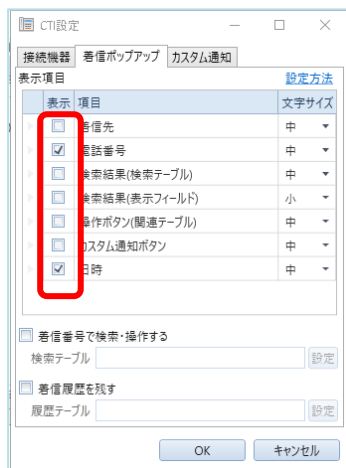 CTI設定
接続機器 着信ポップアップ カスタム通知
表示項目 設定方法
表示 項目 文字サイズ
着信先 中
電話番号 中
検索結果(検索テーブル) 中
検索結果(表示フィールド) 小
操作ボタン(関連テーブル) 中
カスタム通知ボタン 中
日時 中
着信番号で検索・操作する
検索テーブル 設定
着信履歴を残す
履歴テーブル 設定
OK キャンセル